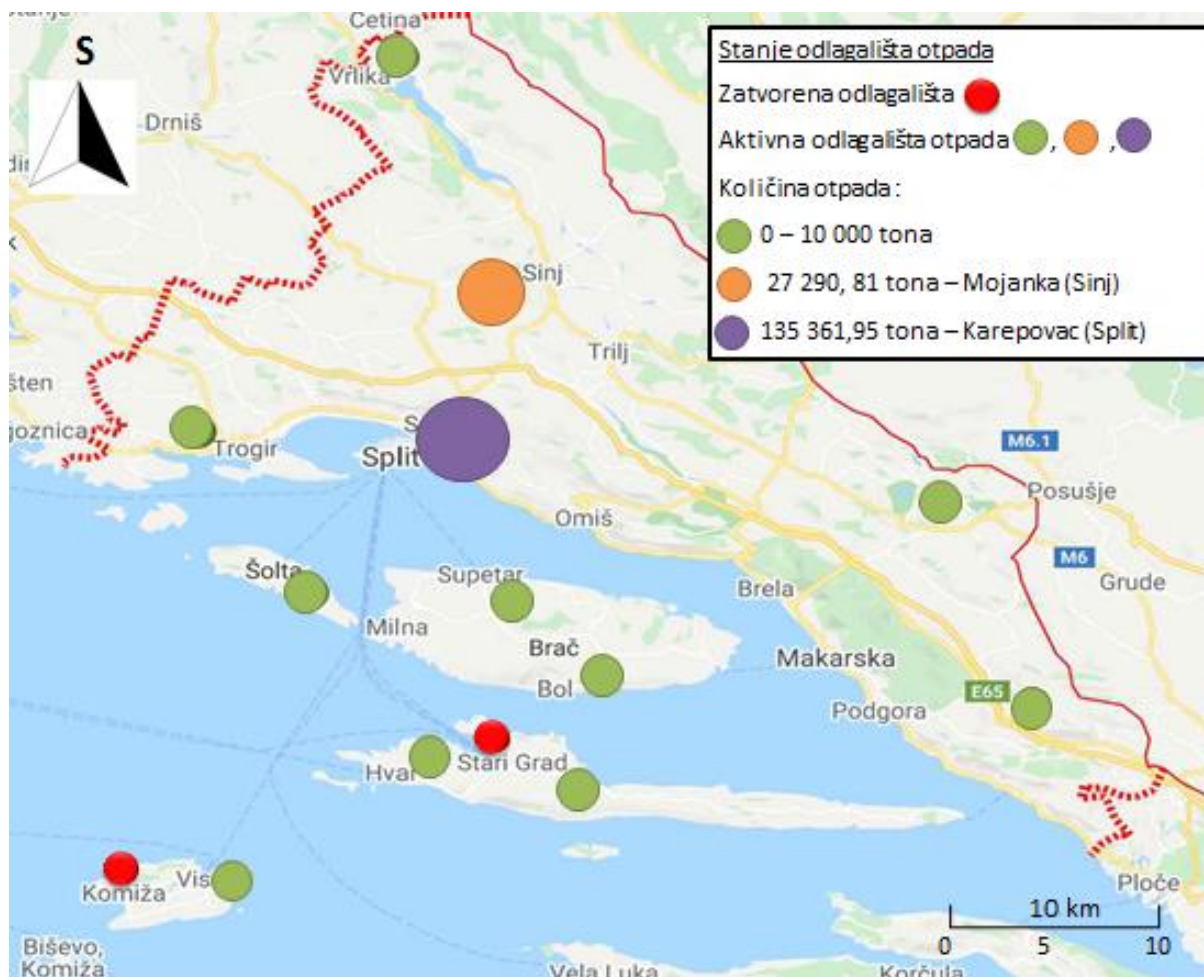 Cetina
S
Vrlika
Drniš
Sinj
Trilj
šten
goznica
Trogir
S
Split
Omiš
M6.1
Posušje
M6
Grude
Šolta
Supetar
Milna
Brač
Bol
Brela
Makarska
E65
Podgora
Hvar
Stari Grad
Komiža
Vis
Ploče
Biševo,
Komiža
Vela Luka
Korčula
Stanje odlagališta otpada
Zatvorena odlagališta
Aktivna odlagališta otpada , ,
Količina otpada :
0 – 10 000 tona
27 290, 81 tona – Mojanka (Sinj)
135 361,95 tona – Karepovac (Split)
10 km
0 5 10